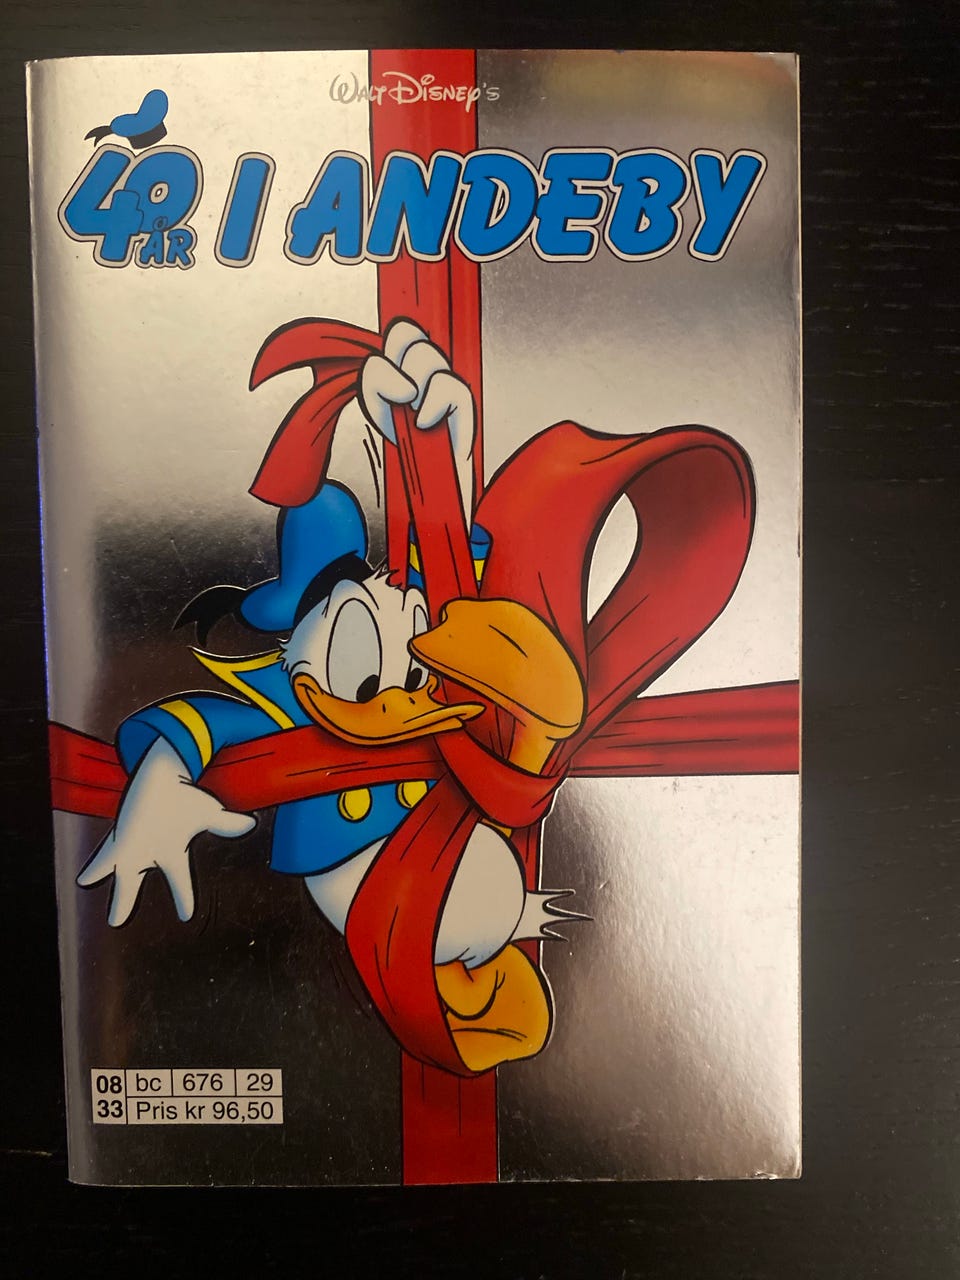 Walt Disney's
40 ÅR I ANDEBY
08 bc 676 29
33 Pris kr 96,50